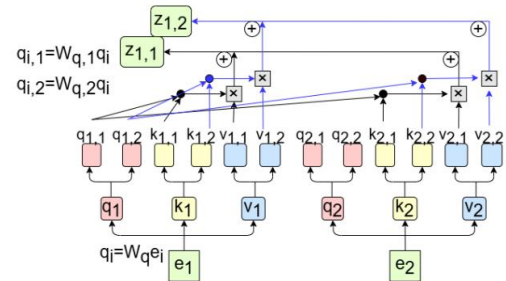 z1,2
+ +
z1,1
+ +
qi,1=Wq,1qi
qi,2=Wq,2qi
× × × ×
q1,1 q1,2 k1,1 k1,2 v1,1 v1,2 q2,1 q2,2 k2,1 k2,2 v2,1 v2,2
q1 k1 v1 q2 k2 v2
qi=Wqei
e1 e2